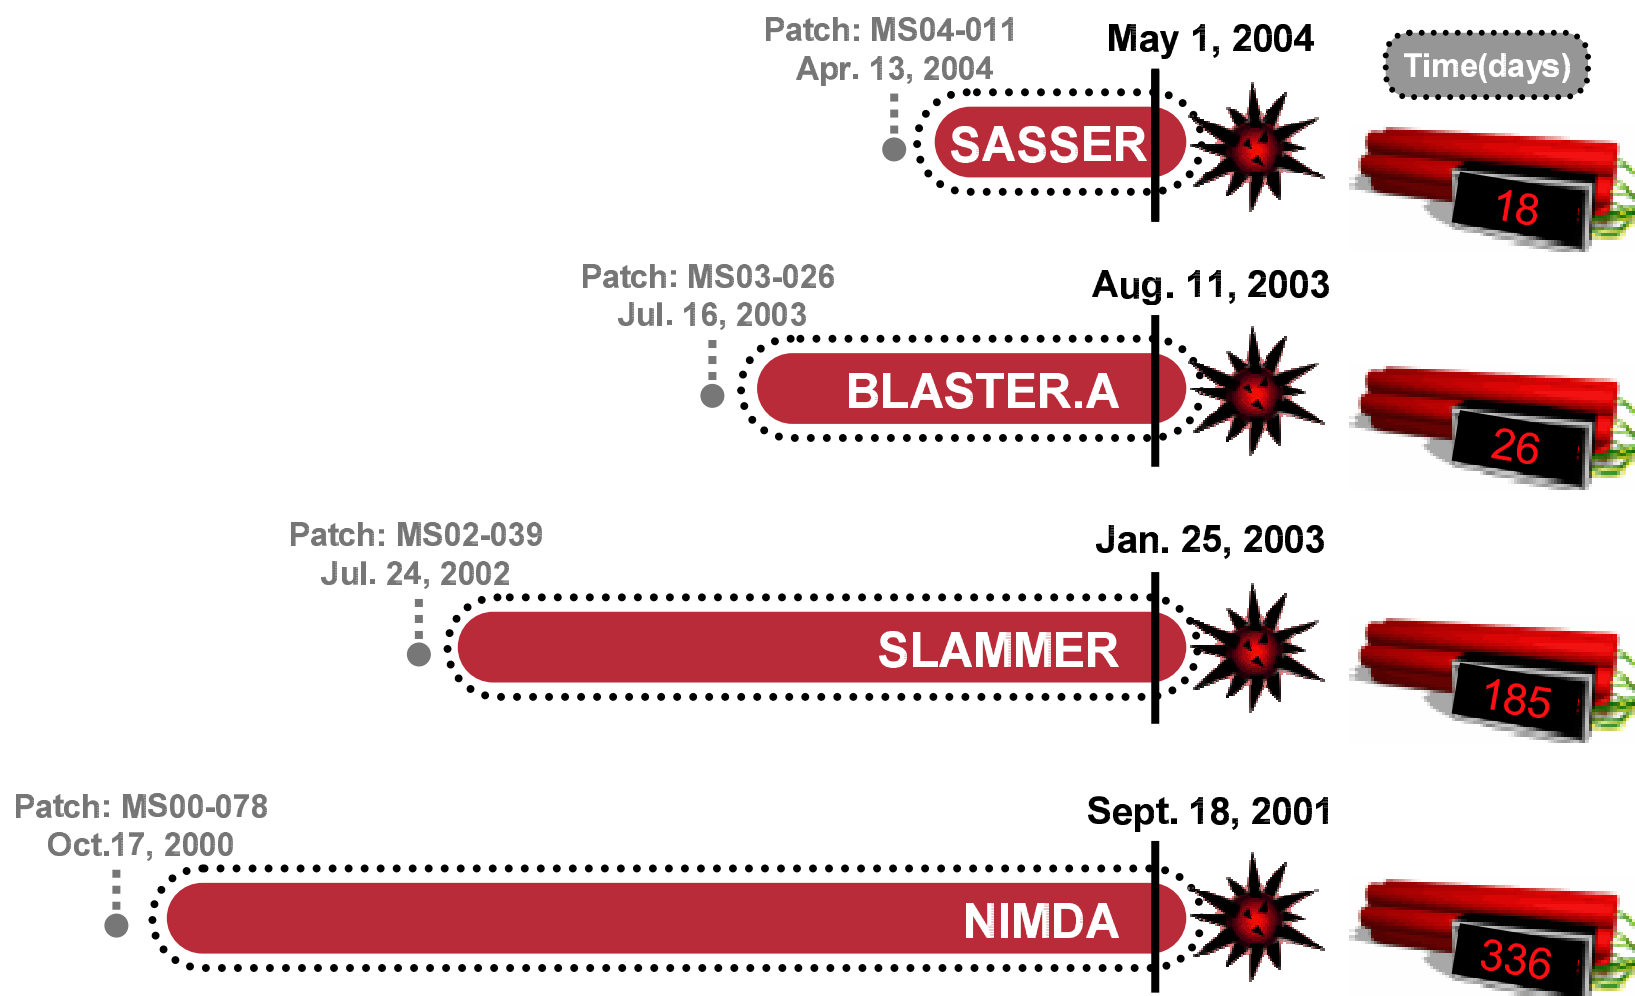 Patch: MS04-011
Apr. 13, 2004
May 1, 2004
Time(days)
SASSER
18
Patch: MS03-026
Jul. 16, 2003
Aug. 11, 2003
BLASTER.A
26
Patch: MS02-039
Jul. 24, 2002
Jan. 25, 2003
SLAMMER
185
Patch: MS00-078
Oct.17, 2000
Sept. 18, 2001
NIMDA
336